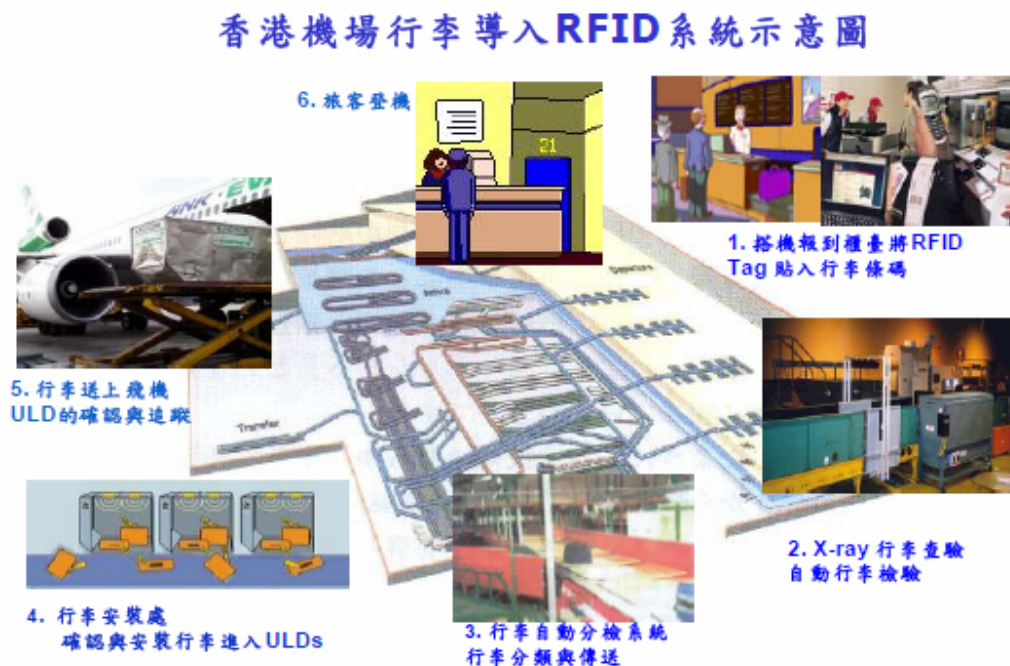 香港機場行李導入RFID系統示意圖
6. 旅客登機
21
1. 搭機報到櫃臺將RFID
Tag 貼入行李條碼
Departure
Arrival
5. 行李送上飛機
ULD的確認與追蹤
Transfer
2. X-ray 行李查驗
自動行李檢驗
4. 行李安裝處
確認與安裝行李進入ULDs
3. 行李自動分檢系統
行李分類與傳送